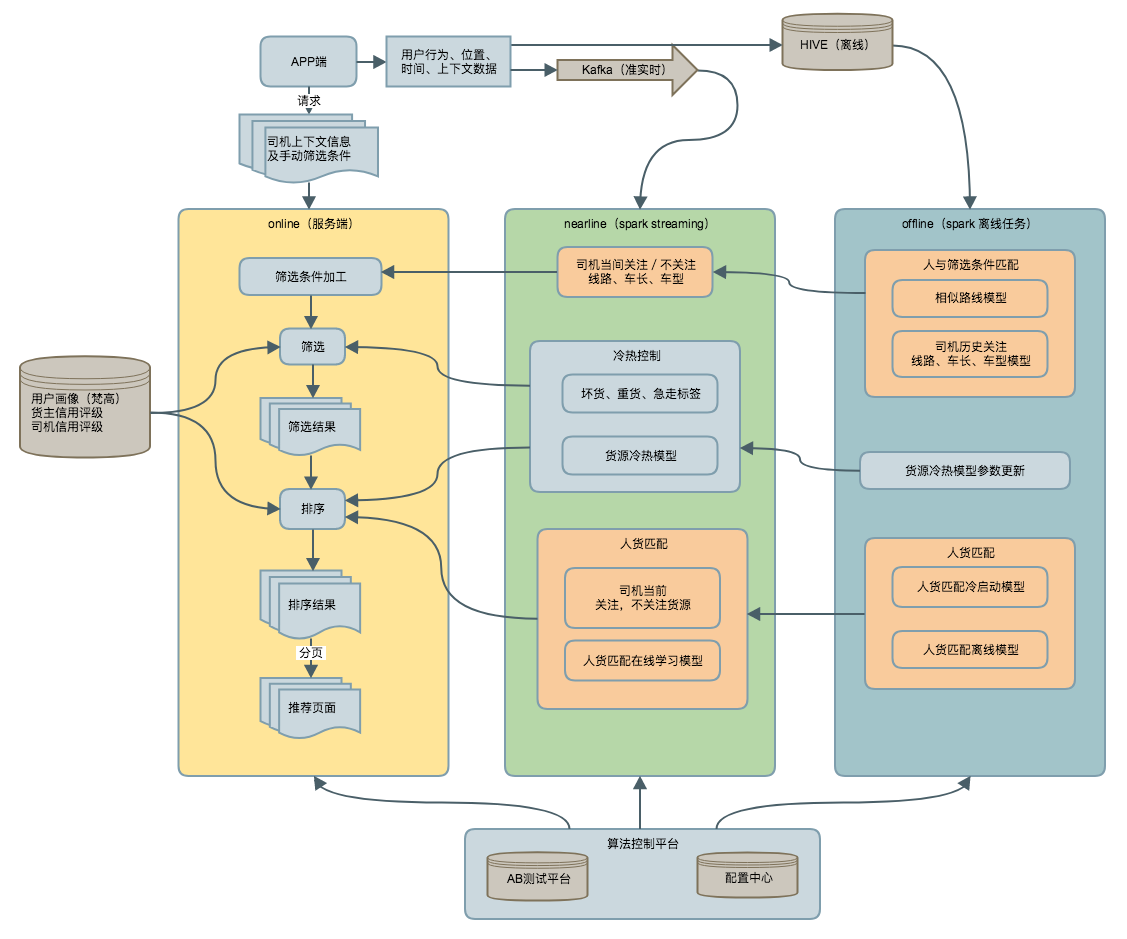 APP端
用户行为、位置、
时间、上下文数据
Kafka（准实时）
HIVE（离线）
请求
司机上下文信息
及手动筛选条件
online（服务端）
筛选条件加工
筛选
筛选结果
排序
排序结果
分页
推荐页面
用户画像（梵高）
货主信用评级
司机信用评级
nearline（spark streaming）
司机当间关注 / 不关注
线路、车长、车型
冷热控制
坏货、重货、急走标签
货源冷热模型
人货匹配
司机当前
关注，不关注货源
人货匹配在线学习模型
offline（spark 离线任务）
人与筛选条件匹配
相似路线模型
司机历史关注
线路、车长、车型模型
货源冷热模型参数更新
人货匹配
人货匹配冷启动模型
人货匹配离线模型
算法控制平台
AB测试平台
配置中心